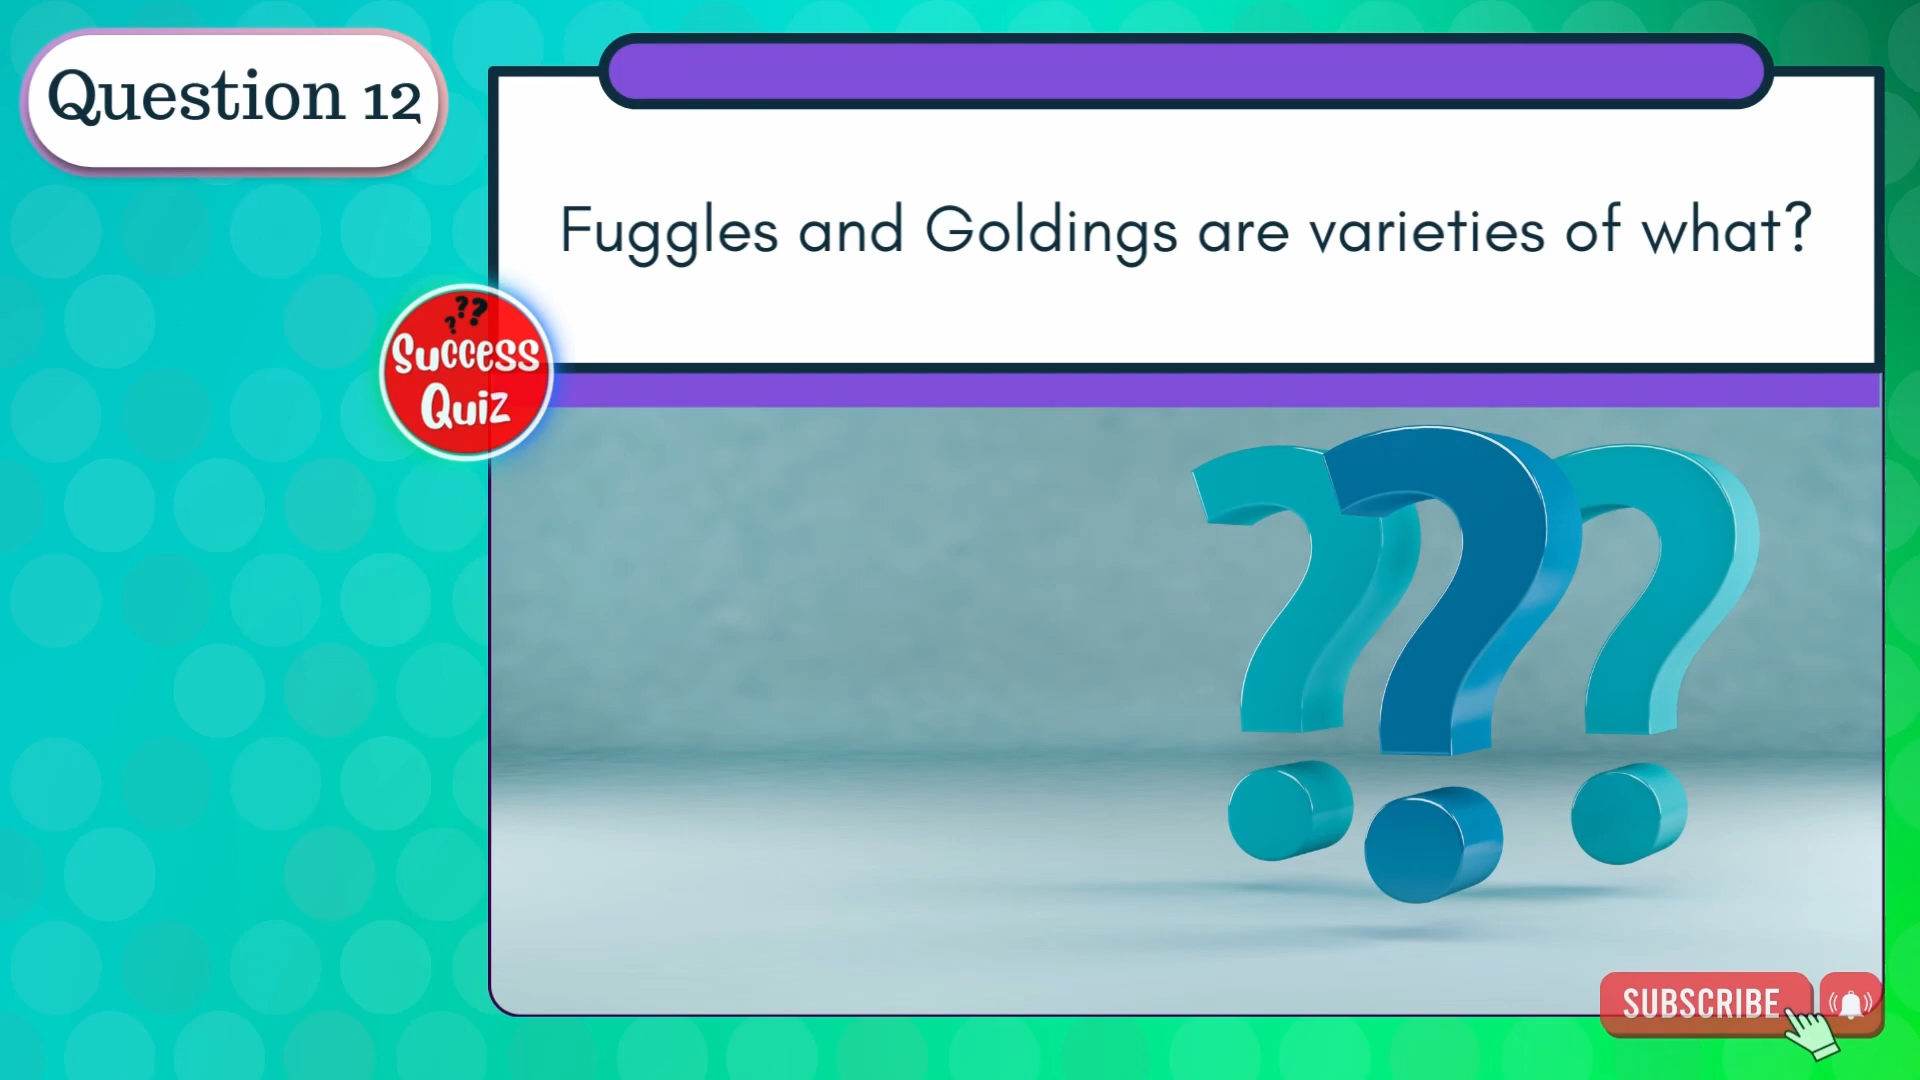 Question 12
Fuggles and Goldings are varieties of what?
???
Success
Quiz
???
SUBSCRIBE